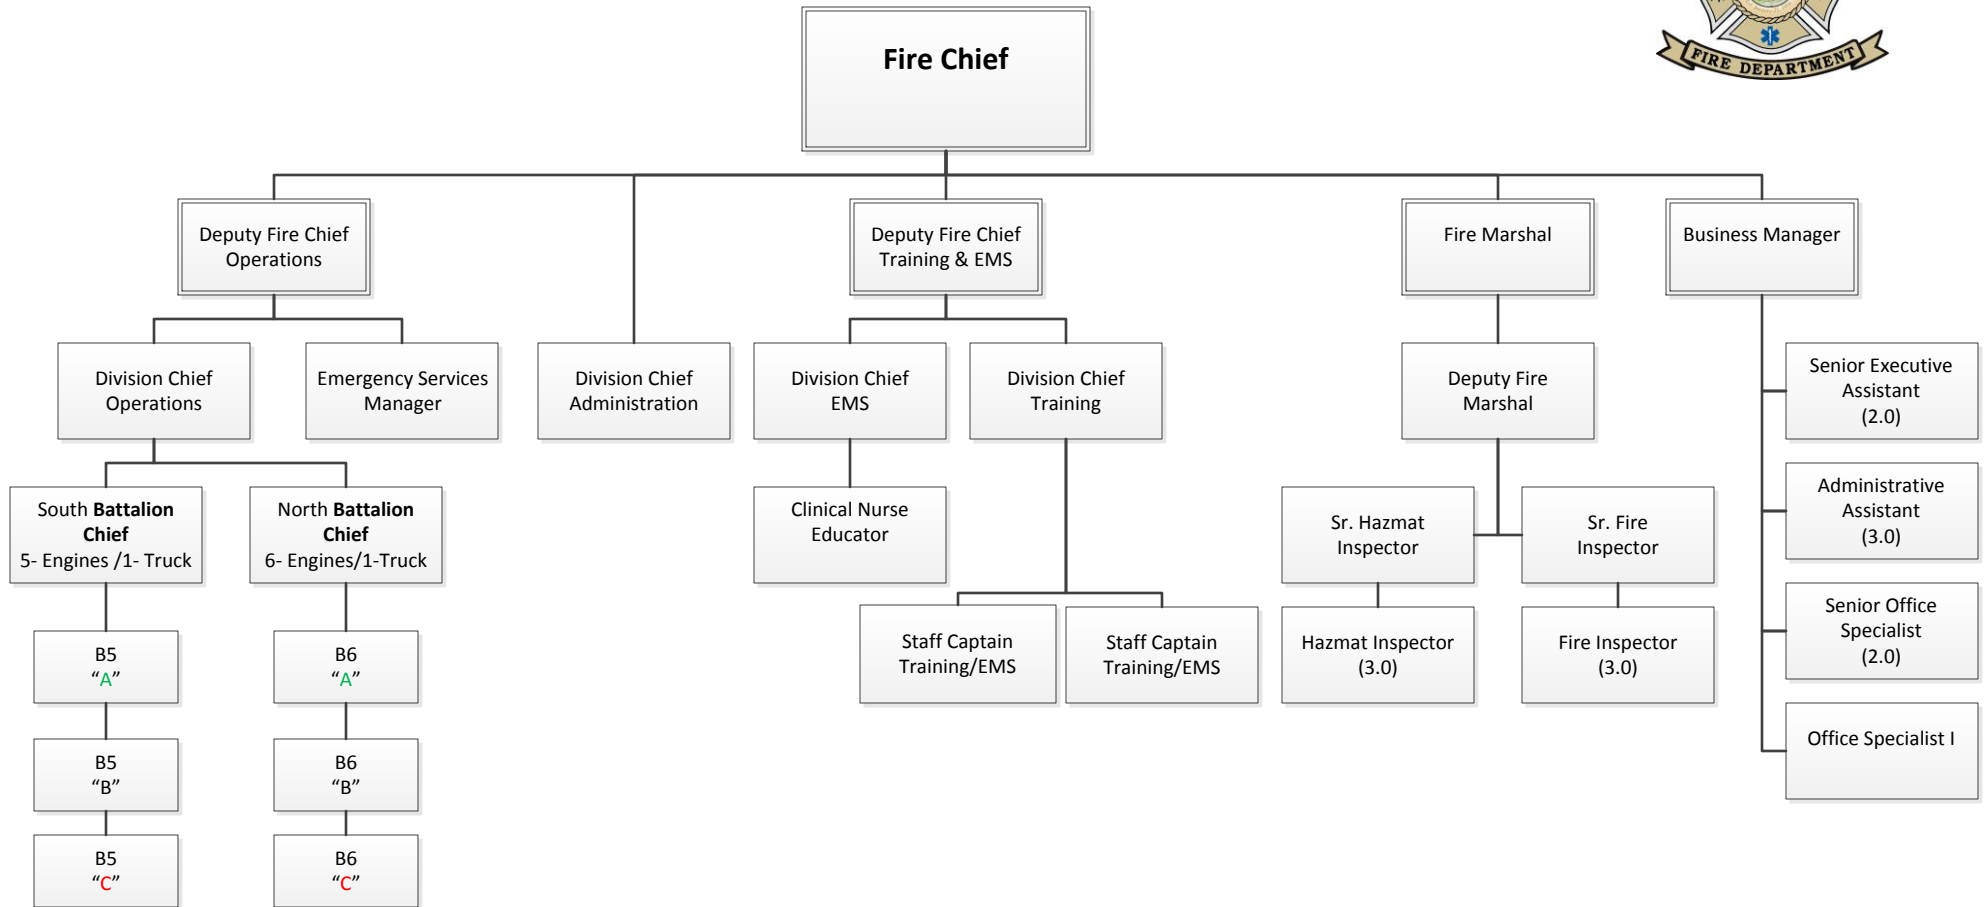 FIRE DEPARTMENT
Fire Chief
Deputy Fire Chief
Operations
Deputy Fire Chief
Training & EMS
Fire Marshal
Business Manager
Division Chief
Operations
Emergency Services
Manager
Division Chief
Administration
Division Chief
EMS
Division Chief
Training
Deputy Fire
Marshal
Senior Executive
Assistant
(2.0)
South Battalion
Chief
5- Engines /1- Truck
North Battalion
Chief
6- Engines/1-Truck
Clinical Nurse
Educator
Sr. Hazmat
Inspector
Sr. Fire
Inspector
Administrative
Assistant
(3.0)
B5
“A”
B6
“A”
Staff Captain
Training/EMS
Staff Captain
Training/EMS
Hazmat Inspector
(3.0)
Fire Inspector
(3.0)
Senior Office
Specialist
(2.0)
B5
“B”
B6
“B”
Office Specialist I
B5
“C”
B6
“C”